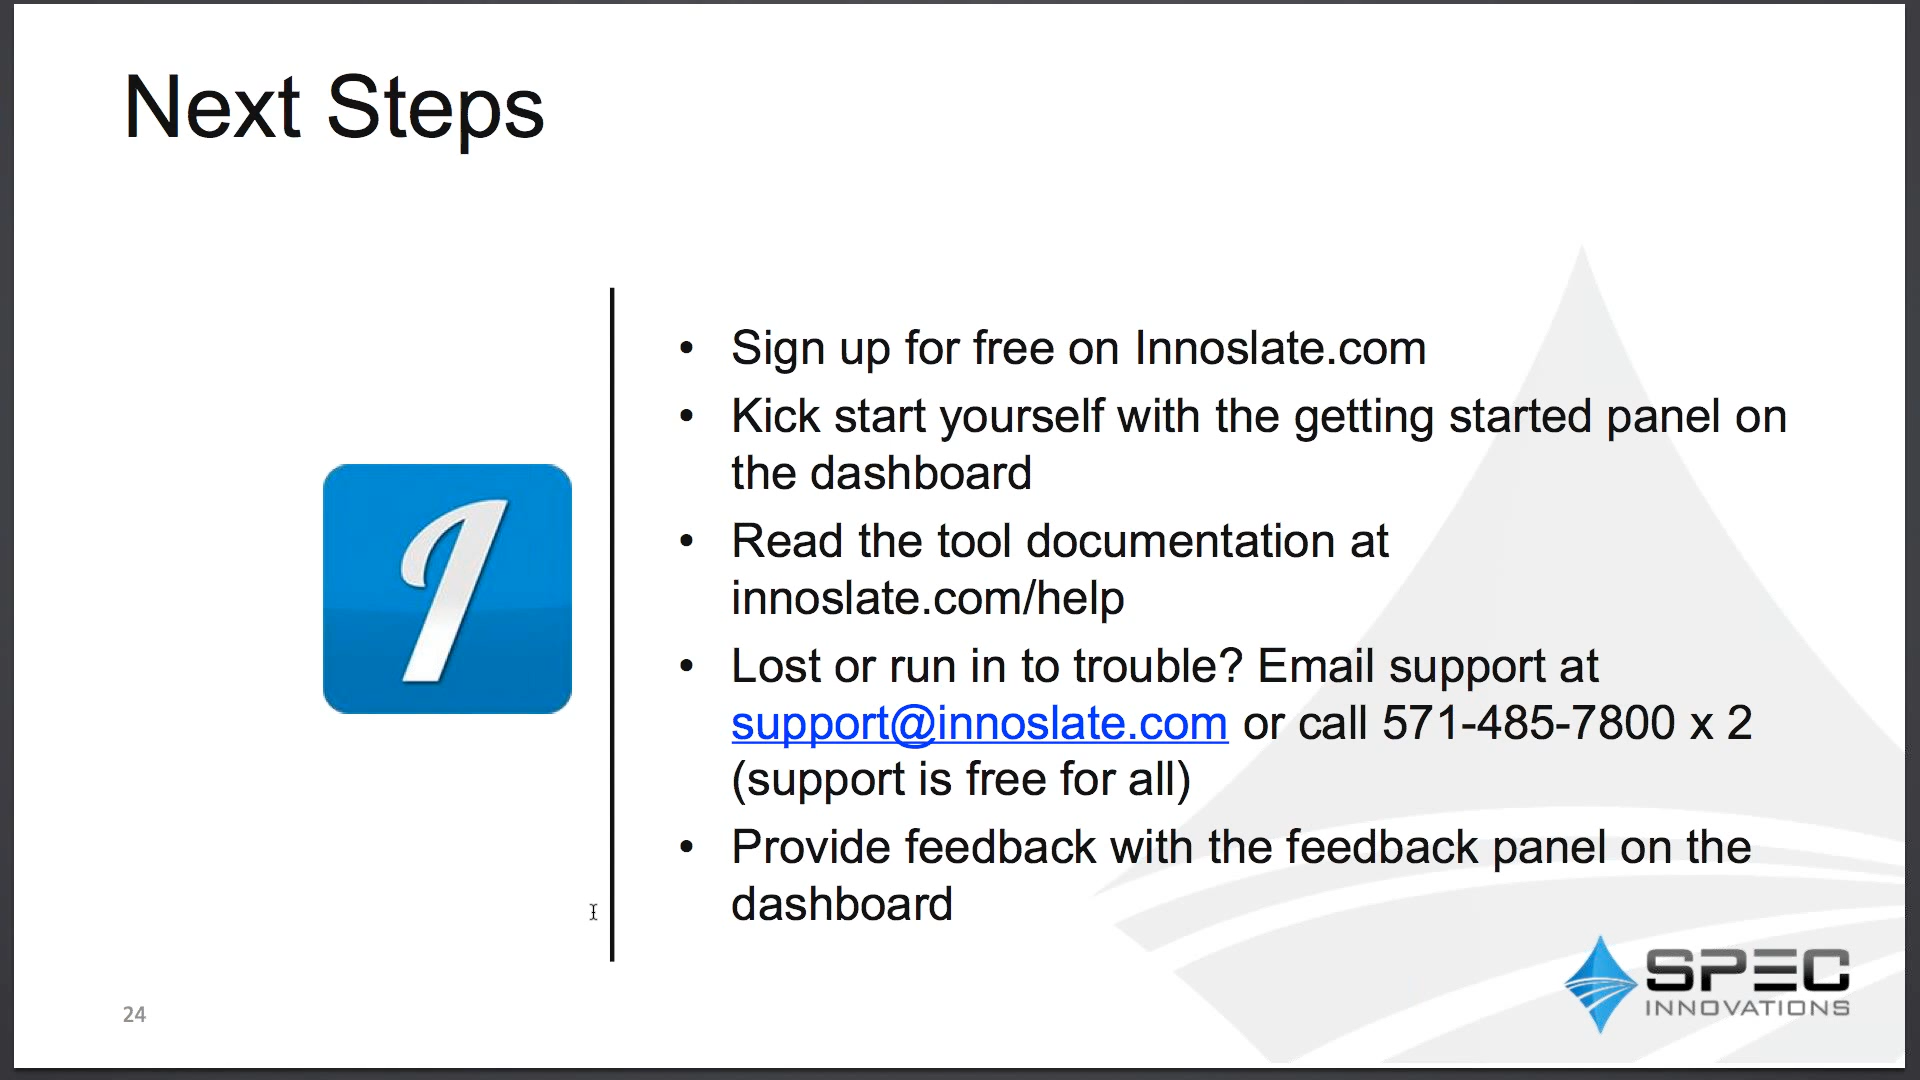 Next Steps
• Sign up for free on Innoslate.com
• Kick start yourself with the getting started panel on
the dashboard
• Read the tool documentation at
innoslate.com/help
• Lost or run in to trouble? Email support at
support@innoslate.com or call 571-485-7800 x 2
(support is free for all)
• Provide feedback with the feedback panel on the
dashboard
I
24
SPEC
INNOVATIONS